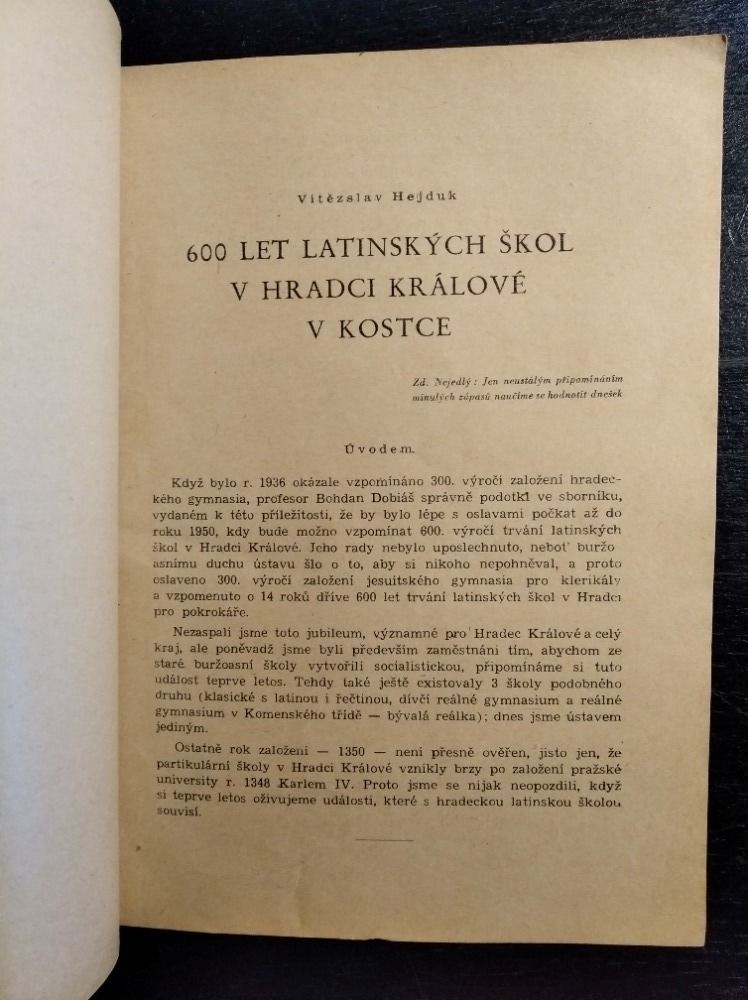 Vítězslav Hejduk
600 LET LATINSKÝCH ŠKOL
V HRADCI KRÁLOVÉ
V KOSTCE
Zd. Nejedlý: Jen neustálým připomínáním
minulých zápasů naučíme se hodnotit dnešek
Úvodem.
Když bylo r. 1936 okázale vzpomínáno 300. výročí založení hradec-
kého gymnasia, profesor Bohdan Dobiáš správně podotkl ve sborníku,
vydaném k této příležitosti, že by bylo lépe s oslavami počkat až do
roku 1950, kdy bude možno vzpomínat 600. výročí trvání latinských
škol v Hradci Králové. Jeho rady nebylo uposlechnuto, neboť buržo
asnímu duchu ústavu šlo o to, aby si nikoho nepohněval, a proto
oslaveno 300. výročí založení jesuitského gymnasia pro klerikály
a vzpomenuto o 14 roků dříve 600 let trvání latinských škol v Hradci
pro pokrokáře.
Nezaspali jsme toto jubileum, významné pro Hradec Králové a celý
kraj, ale poněvadž jsme byli především zaměstnáni tím, abychom ze
staré buržoasní školy vytvořili socialistickou, připomínáme si tuto
událost teprve letos. Tehdy také ještě existovaly 3 školy podobného
druhu (klasické s latinou i řečtinou, dívčí reálné gymnasium a reálné
gymnasium v Komenského třídě — bývalá reálka); dnes jsme ústavem
jediným.
Ostatně rok založení — 1350 — není přesně ověřen, jisto jen, že
partikulární školy v Hradci Králové vznikly brzy po založení pražské
university r. 1348 Karlem IV. Proto jsme se nijak neopozdili, když
si teprve letos oživujeme události, které s hradeckou latinskou školou
souvisí.